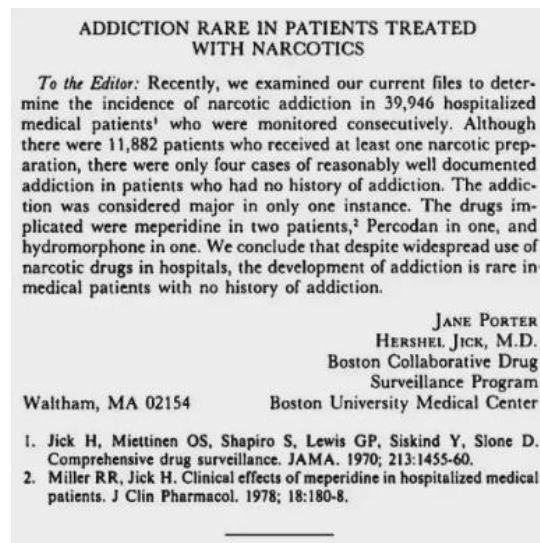 ADDICTION RARE IN PATIENTS TREATED
WITH NARCOTICS
To the Editor: Recently, we examined our current files to deter-
mine the incidence of narcotic addiction in 39,946 hospitalized
medical patients¹ who were monitored consecutively. Although
there were 11,882 patients who received at least one narcotic prep-
aration, there were only four cases of reasonably well documented
addiction in patients who had no history of addiction. The addic-
tion was considered major in only one instance. The drugs im-
plicated were meperidine in two patients,² Percodan in one, and
hydromorphone in one. We conclude that despite widespread use of
narcotic drugs in hospitals, the development of addiction is rare in
medical patients with no history of addiction.
JANE PORTER
HERSHEL JICK, M.D.
Boston Collaborative Drug
Surveillance Program
Waltham, MA 02154 Boston University Medical Center
1. Jick H, Miettinen OS, Shapiro S, Lewis GP, Siskind Y, Slone D.
Comprehensive drug surveillance. JAMA. 1970; 213:1455-60.
2. Miller RR, Jick H. Clinical effects of meperidine in hospitalized medical
patients. J Clin Pharmacol. 1978; 18:180-8.